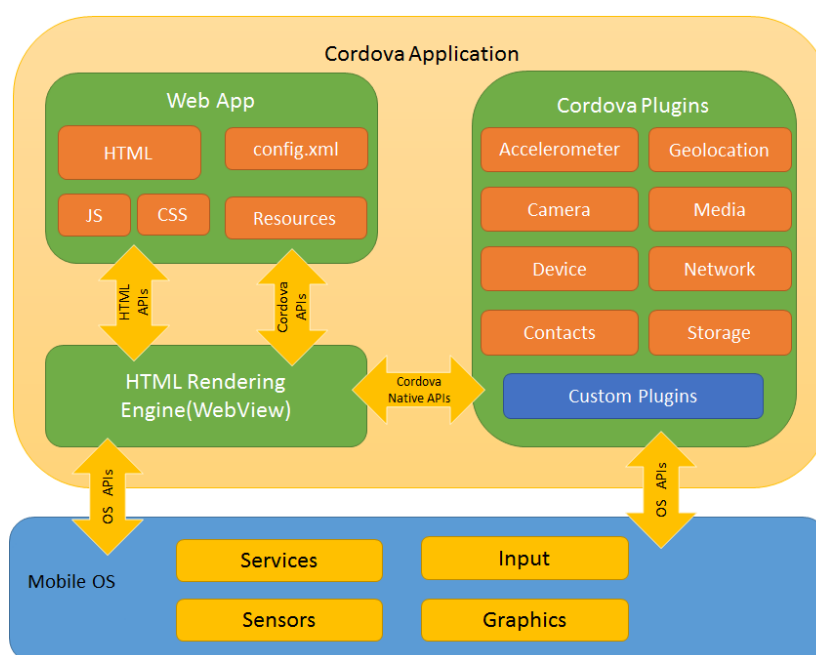 Cordova Application
Web App
HTML
config.xml
JS
CSS
Resources
HTML
APIs
Cordova
APIs
HTML Rendering
Engine(WebView)
Cordova
Native APIs
Cordova Plugins
Accelerometer
Geolocation
Camera
Media
Device
Network
Contacts
Storage
Custom Plugins
OS APIs
OS APIs
Mobile OS
Services
Input
Sensors
Graphics